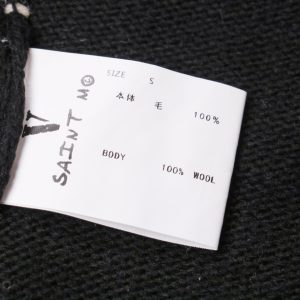 SIZE S
本体 毛 100%
BODY 100% WOOL
SAINT M